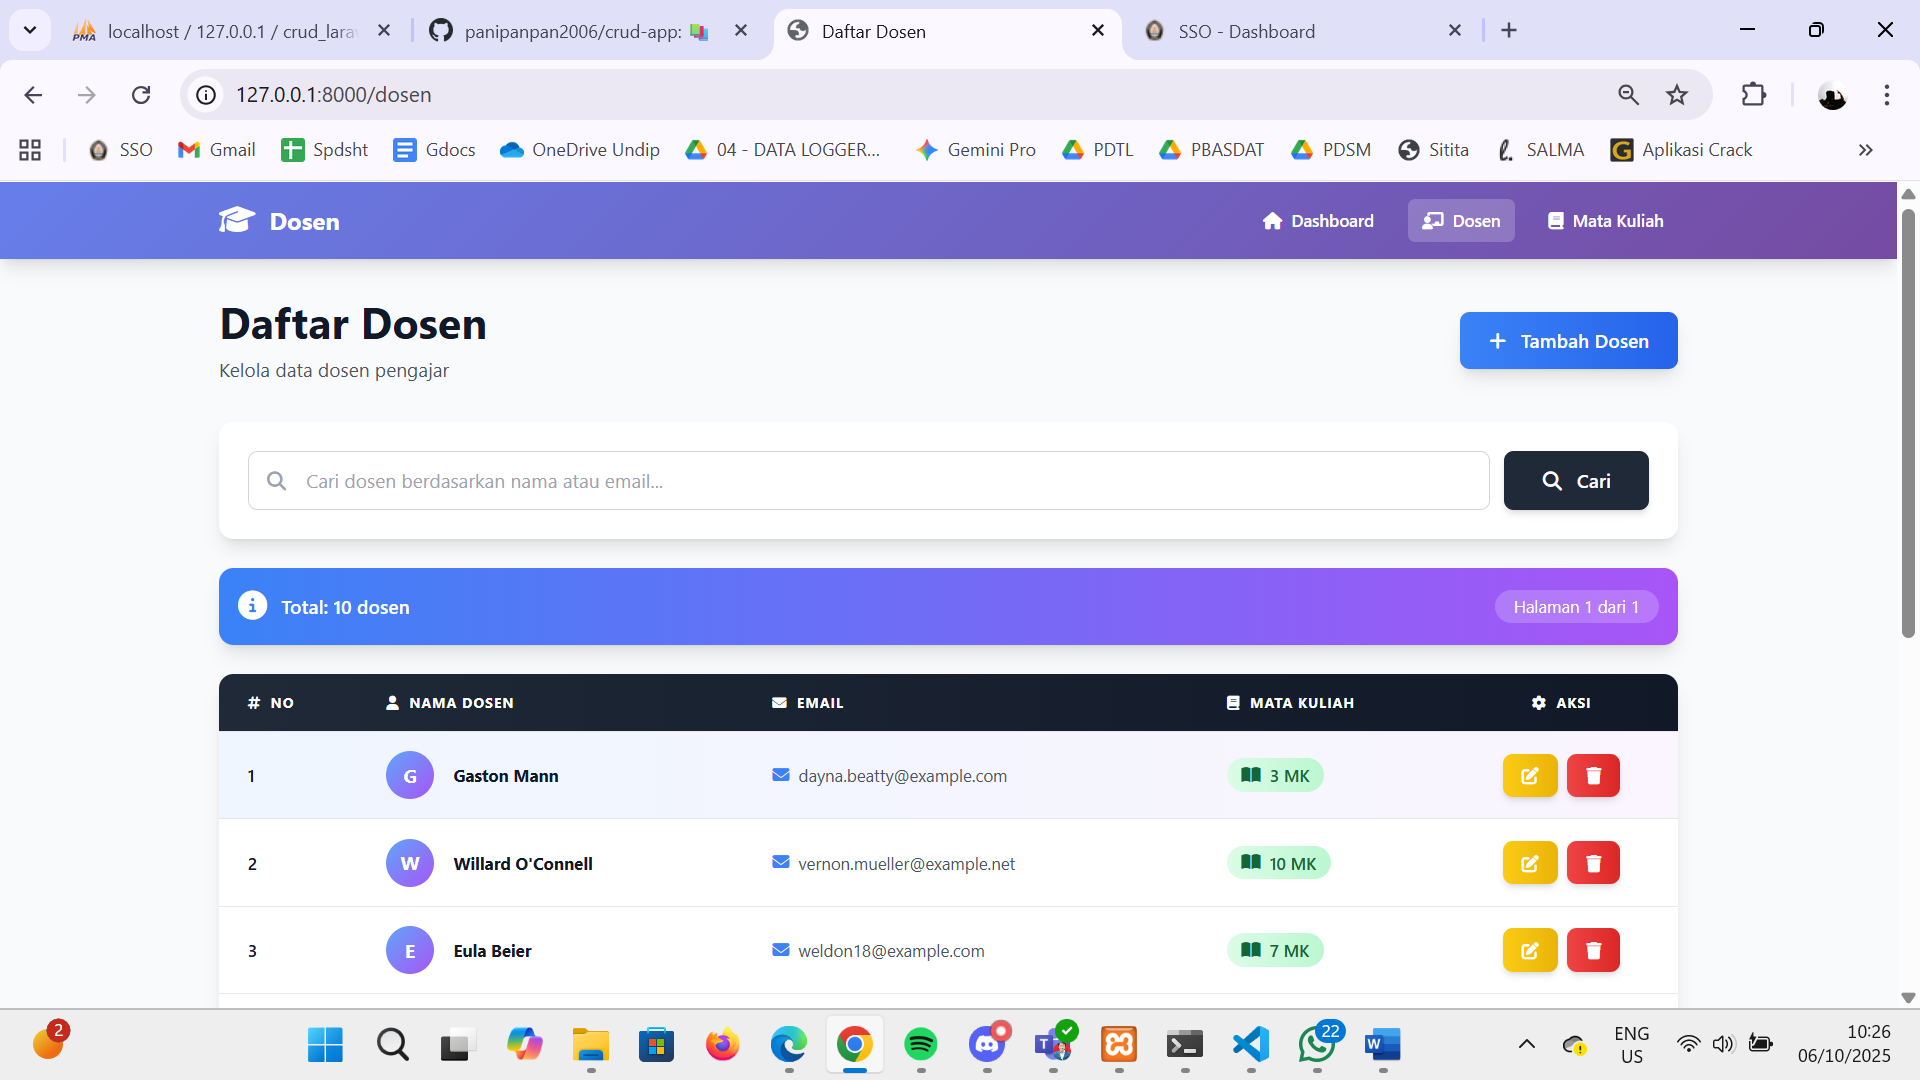 localhost / 127.0.0.1 / crud_lara
panipanpan2006/crud-app:
Daftar Dosen
SSO - Dashboard
127.0.0.1:8000/dosen
SSO
Gmail
Spdsht
Gdocs
OneDrive Undip
04 - DATA LOGGER...
Gemini Pro
PDTL
PBASDAT
PDSM
Sitita
SALMA
Aplikasi Crack
Dosen
Dashboard
Dosen
Mata Kuliah
Daftar Dosen
Kelola data dosen pengajar
+ Tambah Dosen
Cari dosen berdasarkan nama atau email...
Cari
Total: 10 dosen
Halaman 1 dari 1
# NO
NAMA DOSEN
EMAIL
MATA KULIAH
AKSI
1
G
Gaston Mann
dayna.beatty@example.com
3 MK
2
W
Willard O'Connell
vernon.mueller@example.net
10 MK
3
E
Eula Beier
weldon18@example.com
7 MK
2
22
ENG
US
10:26
06/10/2025